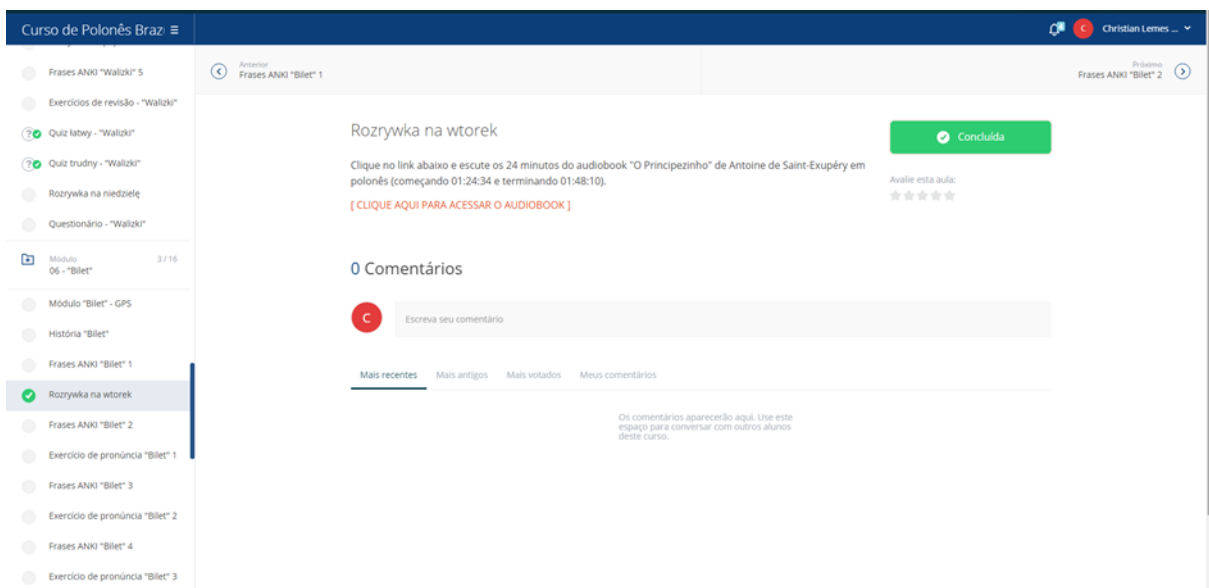 Curso de Polonês Braz
Christian Lemes ...
Frases ANKI "Walizki" 5
Exercícios de revisão - "Walizki"
Quiz łatwy - "Walizki"
Quiz trudny - "Walizki"
Rozrywka na niedzielę
Questionário - "Walizki"
Módulo 3 / 16
06 - "Bilet"
Módulo "Bilet" - GPS
História "Bilet"
Frases ANKI "Bilet" 1
Rozrywka na wtorek
Frases ANKI "Bilet" 2
Exercício de pronúncia "Bilet" 1
Frases ANKI "Bilet" 3
Exercício de pronúncia "Bilet" 2
Frases ANKI "Bilet" 4
Exercício de pronúncia "Bilet" 3
Anterior
Frases ANKI "Bilet" 1
Próximo
Frases ANKI "Bilet" 2
Rozrywka na wtorek
Clique no link abaixo e escute os 24 minutos do audiobook "O Principezinho" de Antoine de Saint-Exupéry em
polonês (começando 01:24:34 e terminando 01:48:10).
[ CLIQUE AQUI PARA ACESSAR O AUDIOBOOK ]
Concluída
Avalie esta aula:
0 Comentários
C
Escreva seu comentário
Mais recentes Mais antigos Mais votados Meus comentários
Os comentários aparecerão aqui. Use este
espaço para conversar com outros alunos
deste curso.